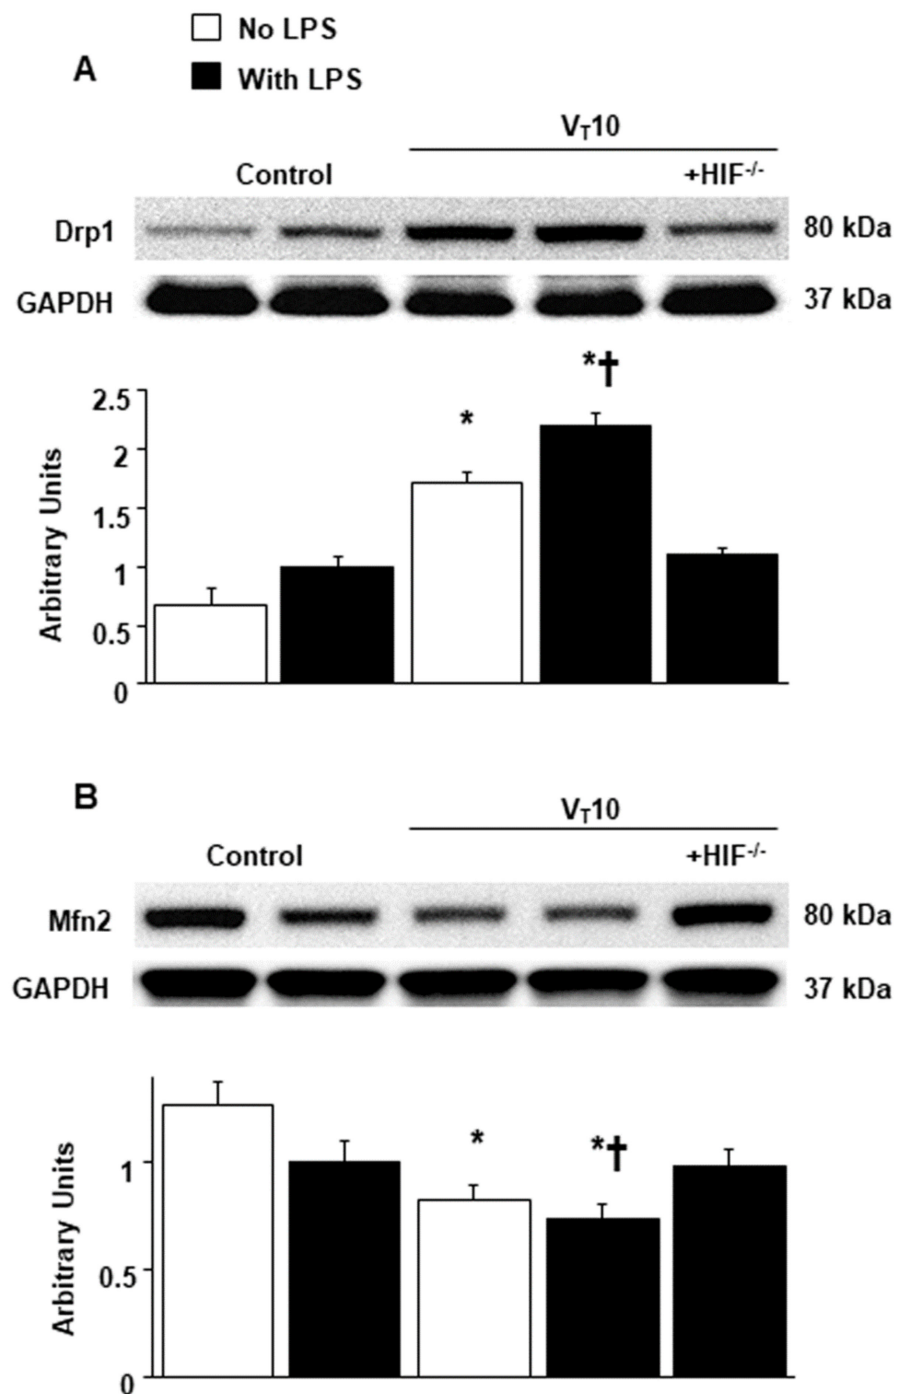 No LPS
A
With LPS
V_T10
Control +HIF^-/-
Drp1 80 kDa
GAPDH 37 kDa
*†
2.5
*
2
1.5
1
0.5
0
Arbitrary Units
B
V_T10
Control +HIF^-/-
Mfn2 80 kDa
GAPDH 37 kDa
* *†
1
0.5
0
Arbitrary Units